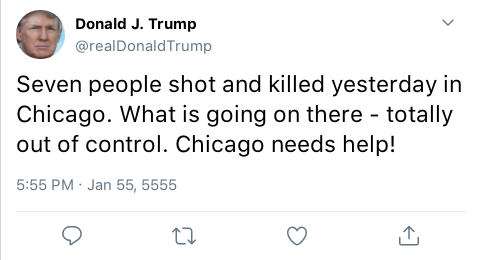 Donald J. Trump
@realDonaldTrump
Seven people shot and killed yesterday in
Chicago. What is going on there - totally
out of control. Chicago needs help!
5:55 PM · Jan 55, 5555